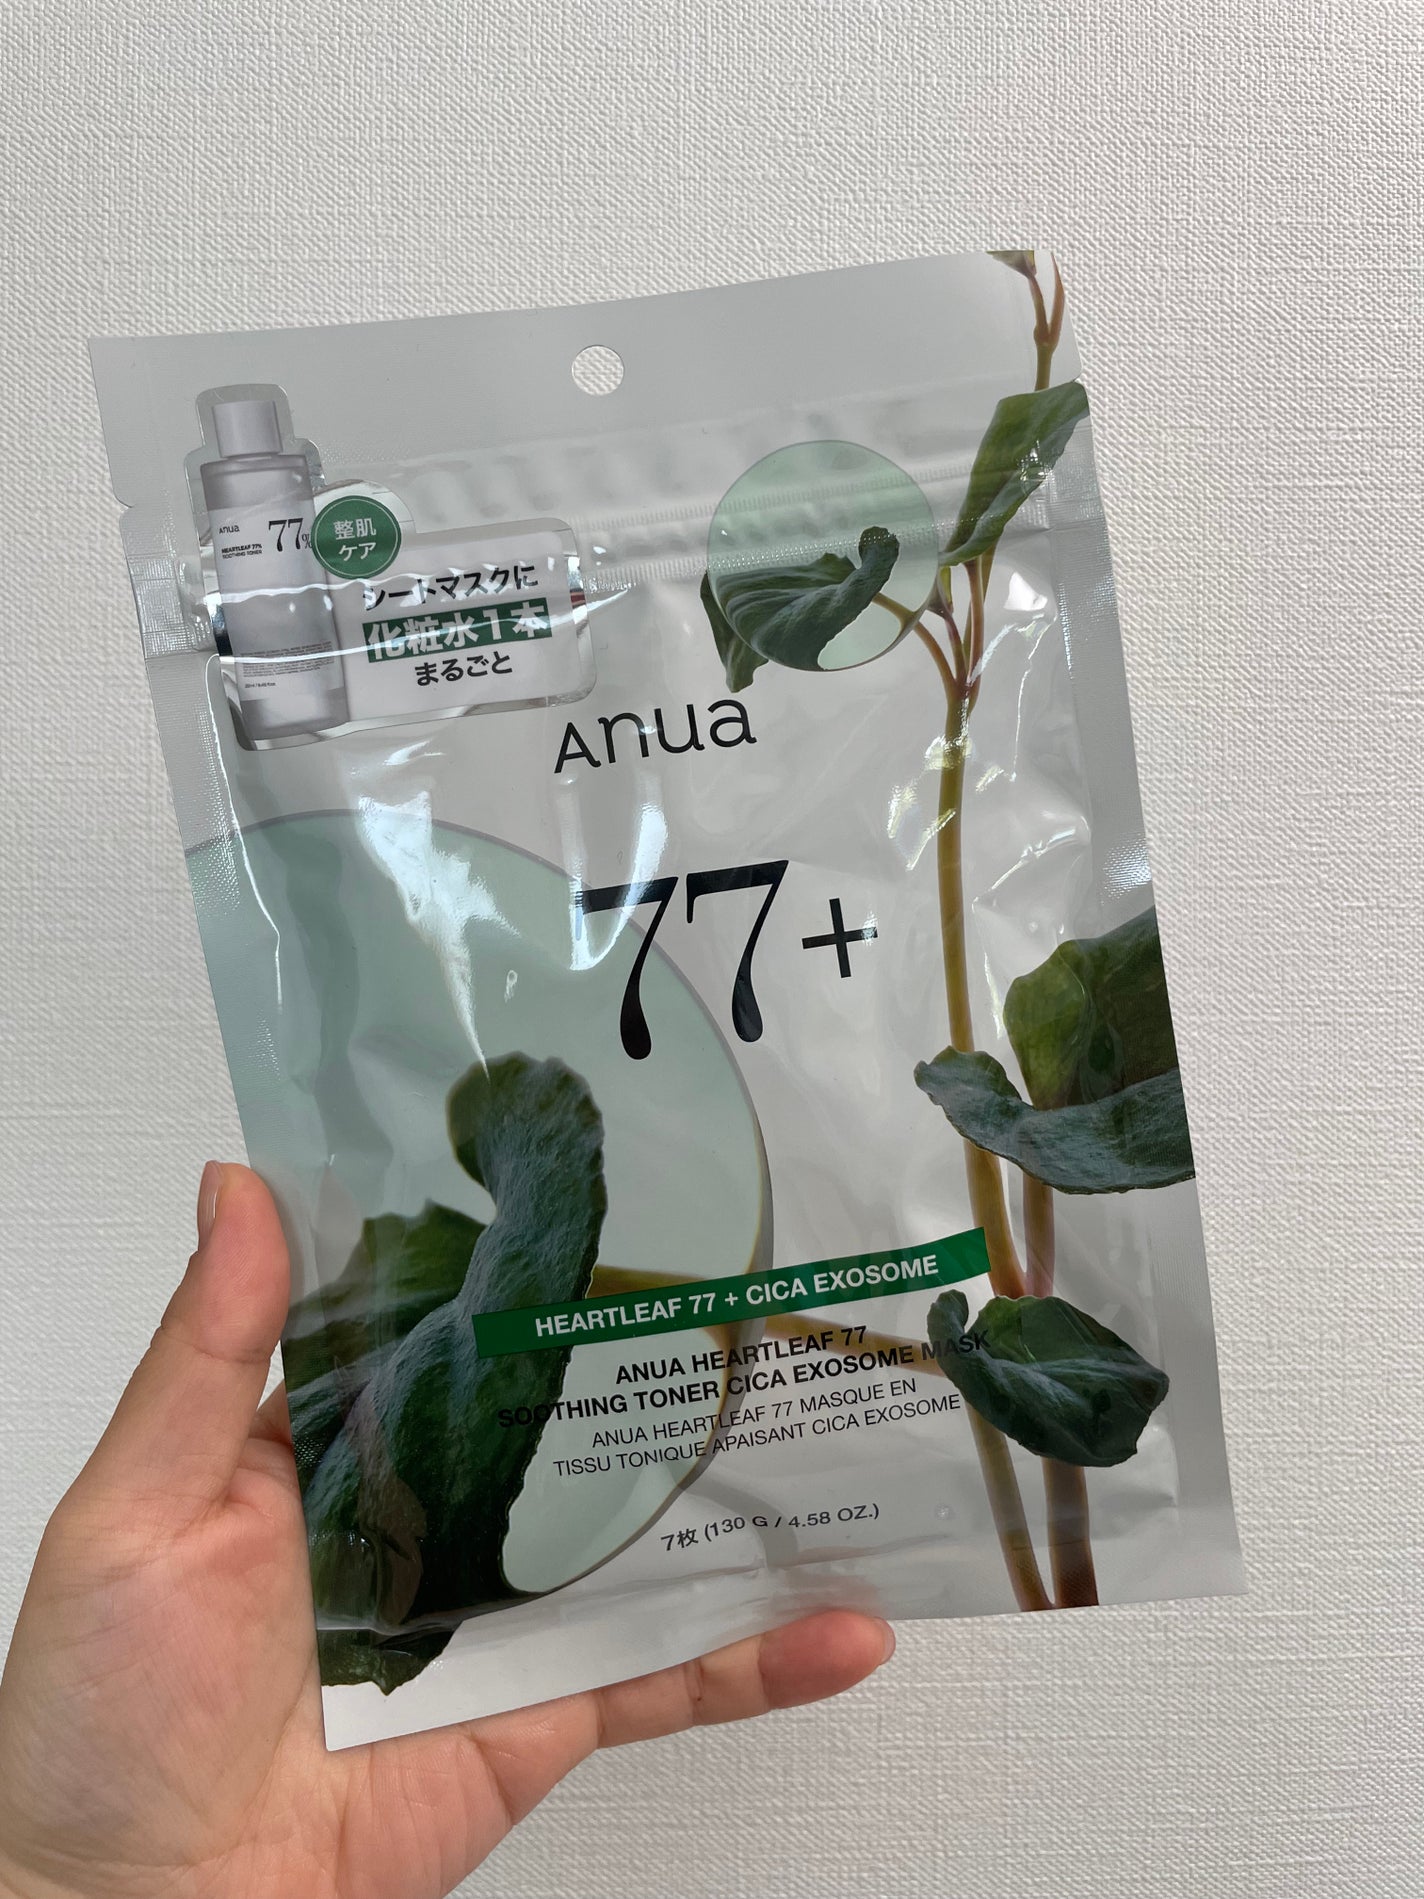 Anua
HEARTLEAF 77%
SOOTHING TONER
77%
整肌
ケア
シートマスクに
化粧水1本
まるごと
Anua
77+
HEARTLEAF 77 + CICA EXOSOME
ANUA HEARTLEAF 77
SOOTHING TONER CICA EXOSOME MASK
ANUA HEARTLEAF 77 MASQUE EN
TISSU TONIQUE APAISANT CICA EXOSOME
7枚 (130 G / 4.58 OZ.)